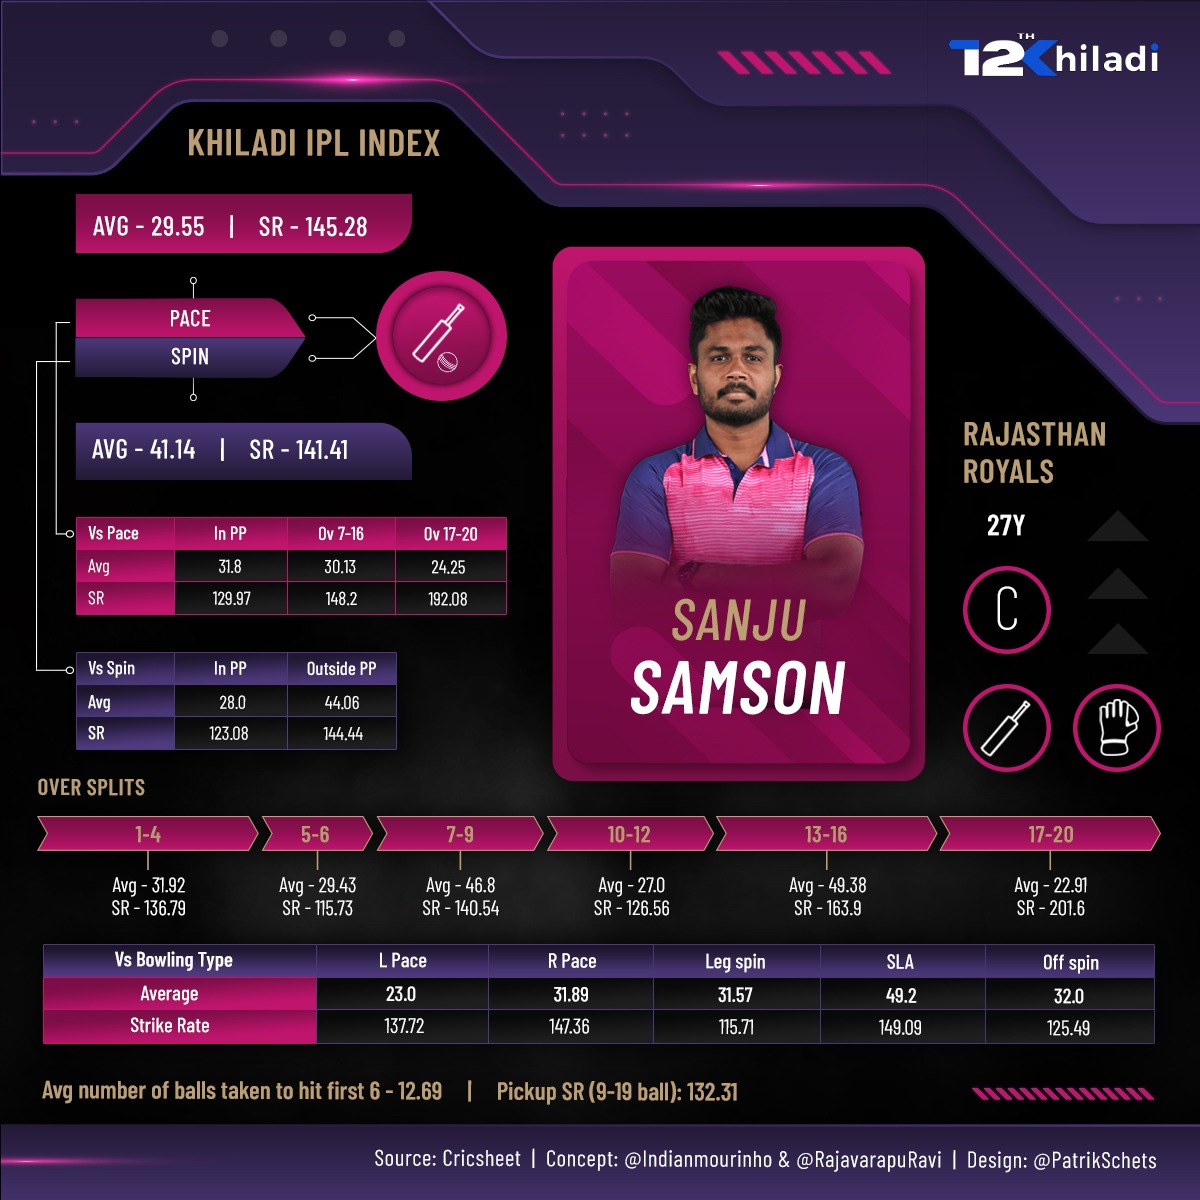 12THKhiladi
KHILADI IPL INDEX
AVG - 29.55 | SR - 145.28
PACE
SPIN
AVG - 41.14 | SR - 141.41
Vs Pace In PP Ov 7-16 Ov 17-20
Avg 31.8 30.13 24.25
SR 129.97 148.2 192.08
Vs Spin In PP Outside PP
Avg 28.0 44.06
SR 123.08 144.44
SANJU
SAMSON
RAJASTHAN
ROYALS
27Y
C
OVER SPLITS
1-4 5-6 7-9 10-12 13-16 17-20
Avg - 31.92 Avg - 29.43 Avg - 46.8 Avg - 27.0 Avg - 49.38 Avg - 22.91
SR - 136.79 SR - 115.73 SR - 140.54 SR - 126.56 SR - 163.9 SR - 201.6
Vs Bowling Type L Pace R Pace Leg spin SLA Off spin
Average 23.0 31.89 31.57 49.2 32.0
Strike Rate 137.72 147.36 115.71 149.09 125.49
Avg number of balls taken to hit first 6 - 12.69 | Pickup SR (9-19 ball): 132.31
Source: Cricsheet | Concept: @Indianmourinho & @RajavarapuRavi | Design: @PatrikSchets